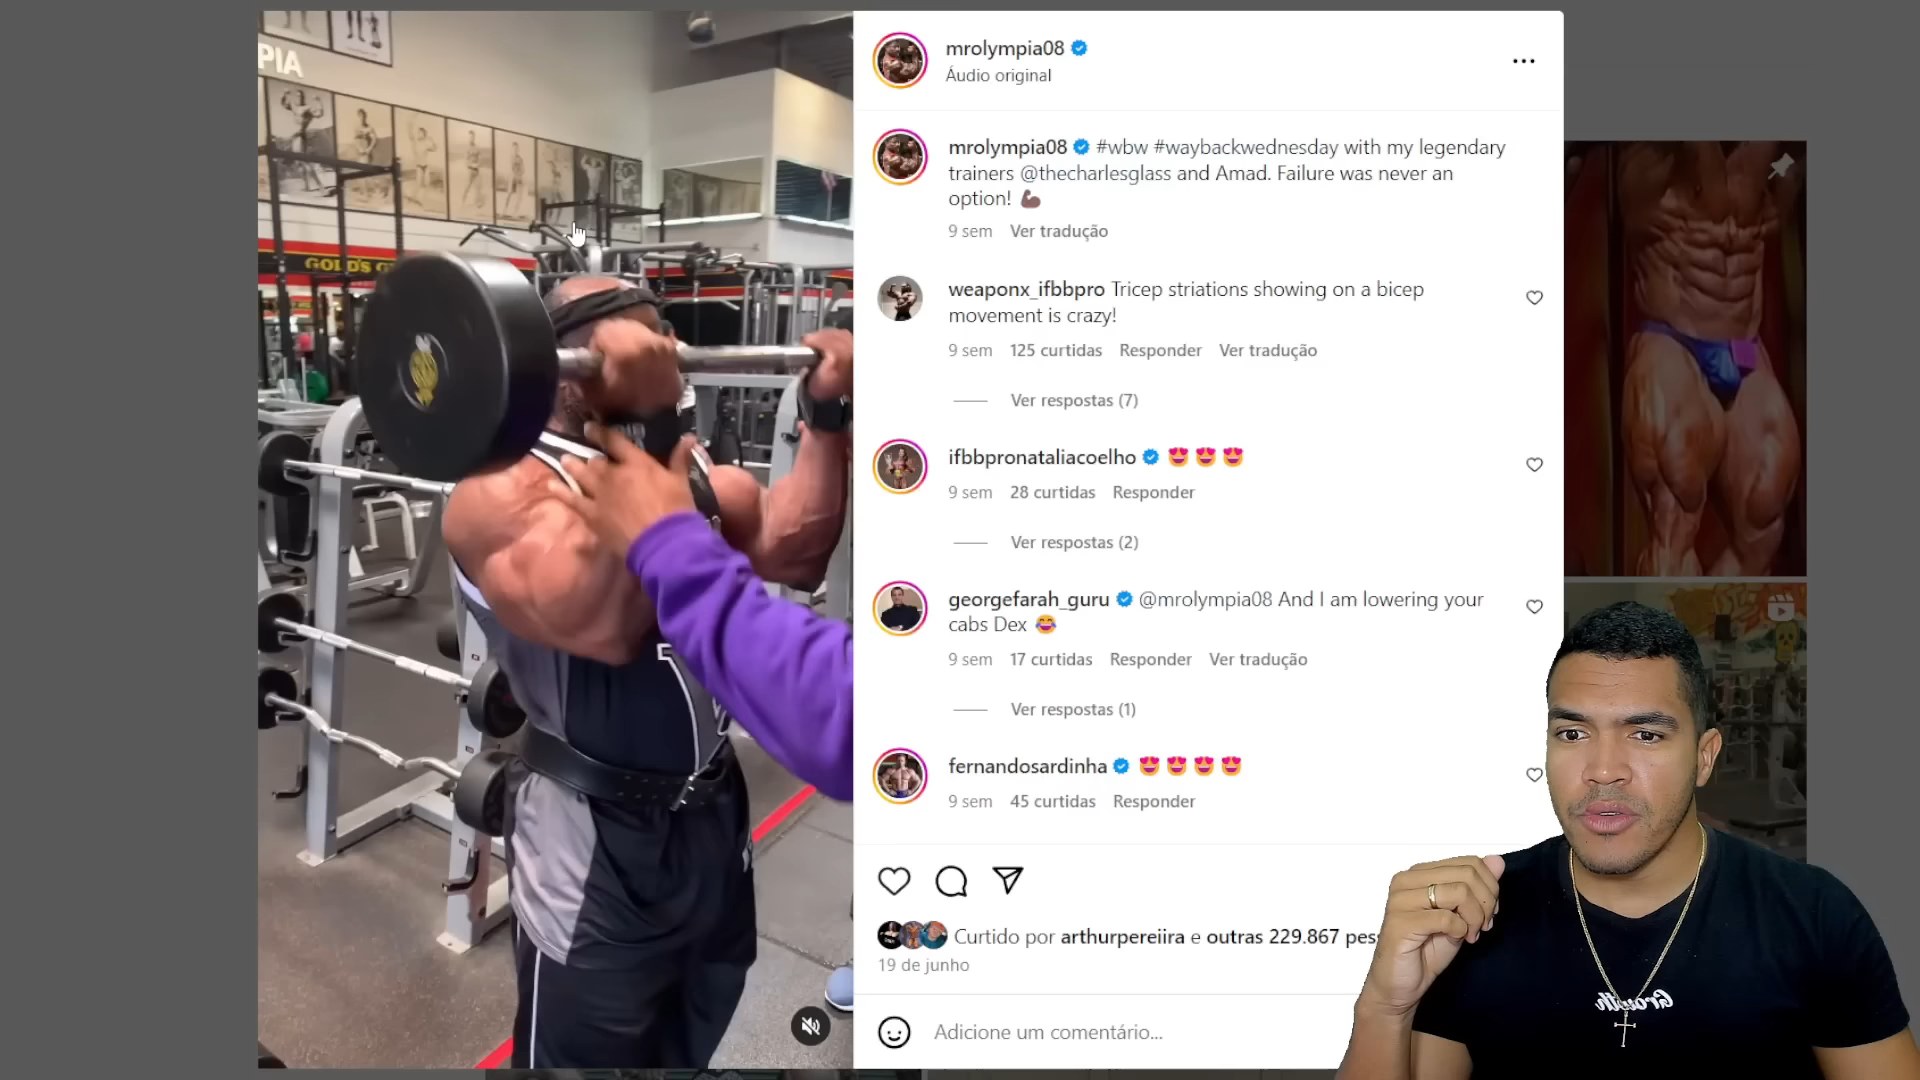 PIA
GOLD'S G
mrolympia08
Áudio original
mrolympia08 #wbw #waybackwednesday with my legendary
trainers @thecharlesglass and Amad. Failure was never an
option! 💪🏿
9 sem Ver tradução
weaponx_ifbbpro Tricep striations showing on a bicep
movement is crazy!
9 sem 125 curtidas Responder Ver tradução
Ver respostas (7)
ifbbpronataliacoelho 😍 😍 😍
9 sem 28 curtidas Responder
Ver respostas (2)
georgefarah_guru @mrolympia08 And I am lowering your
cabs Dex 😂
9 sem 17 curtidas Responder Ver tradução
Ver respostas (1)
fernandosardinha 😍 😍 😍 😍
9 sem 45 curtidas Responder
Curtido por arthurpereiira e outras 229.867 pes
19 de junho
Adicione um comentário...
Growth